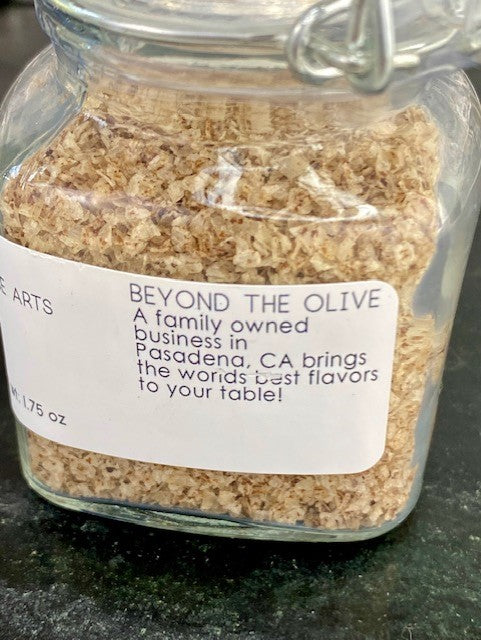 E ARTS
BEYOND THE OLIVE
A family owned
business in
Pasadena, CA brings
the worlds best flavors
to your table!
1.75 oz